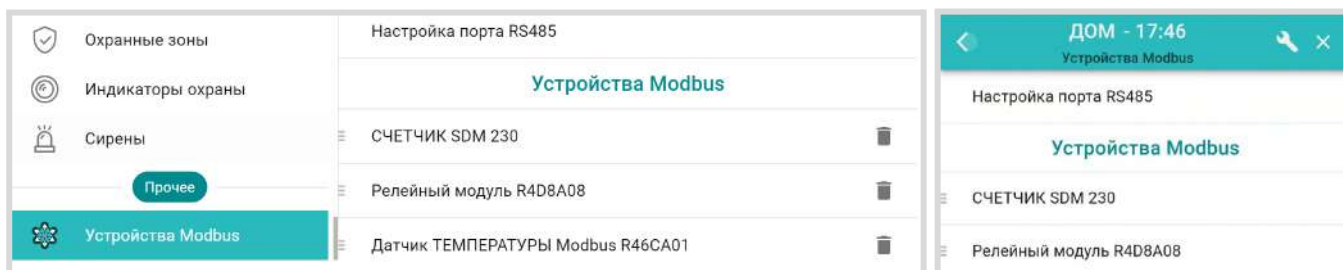 Охранные зоны
Индикаторы охраны
Сирены
Прочее
Устройства Modbus
Настройка порта RS485
Устройства Modbus
СЧЕТЧИК SDM 230
Релейный модуль R4D8A08
Датчик ТЕМПЕРАТУРЫ Modbus R46CA01
ДОМ - 17:46
Устройства Modbus
Настройка порта RS485
Устройства Modbus
СЧЕТЧИК SDM 230
Релейный модуль R4D8A08